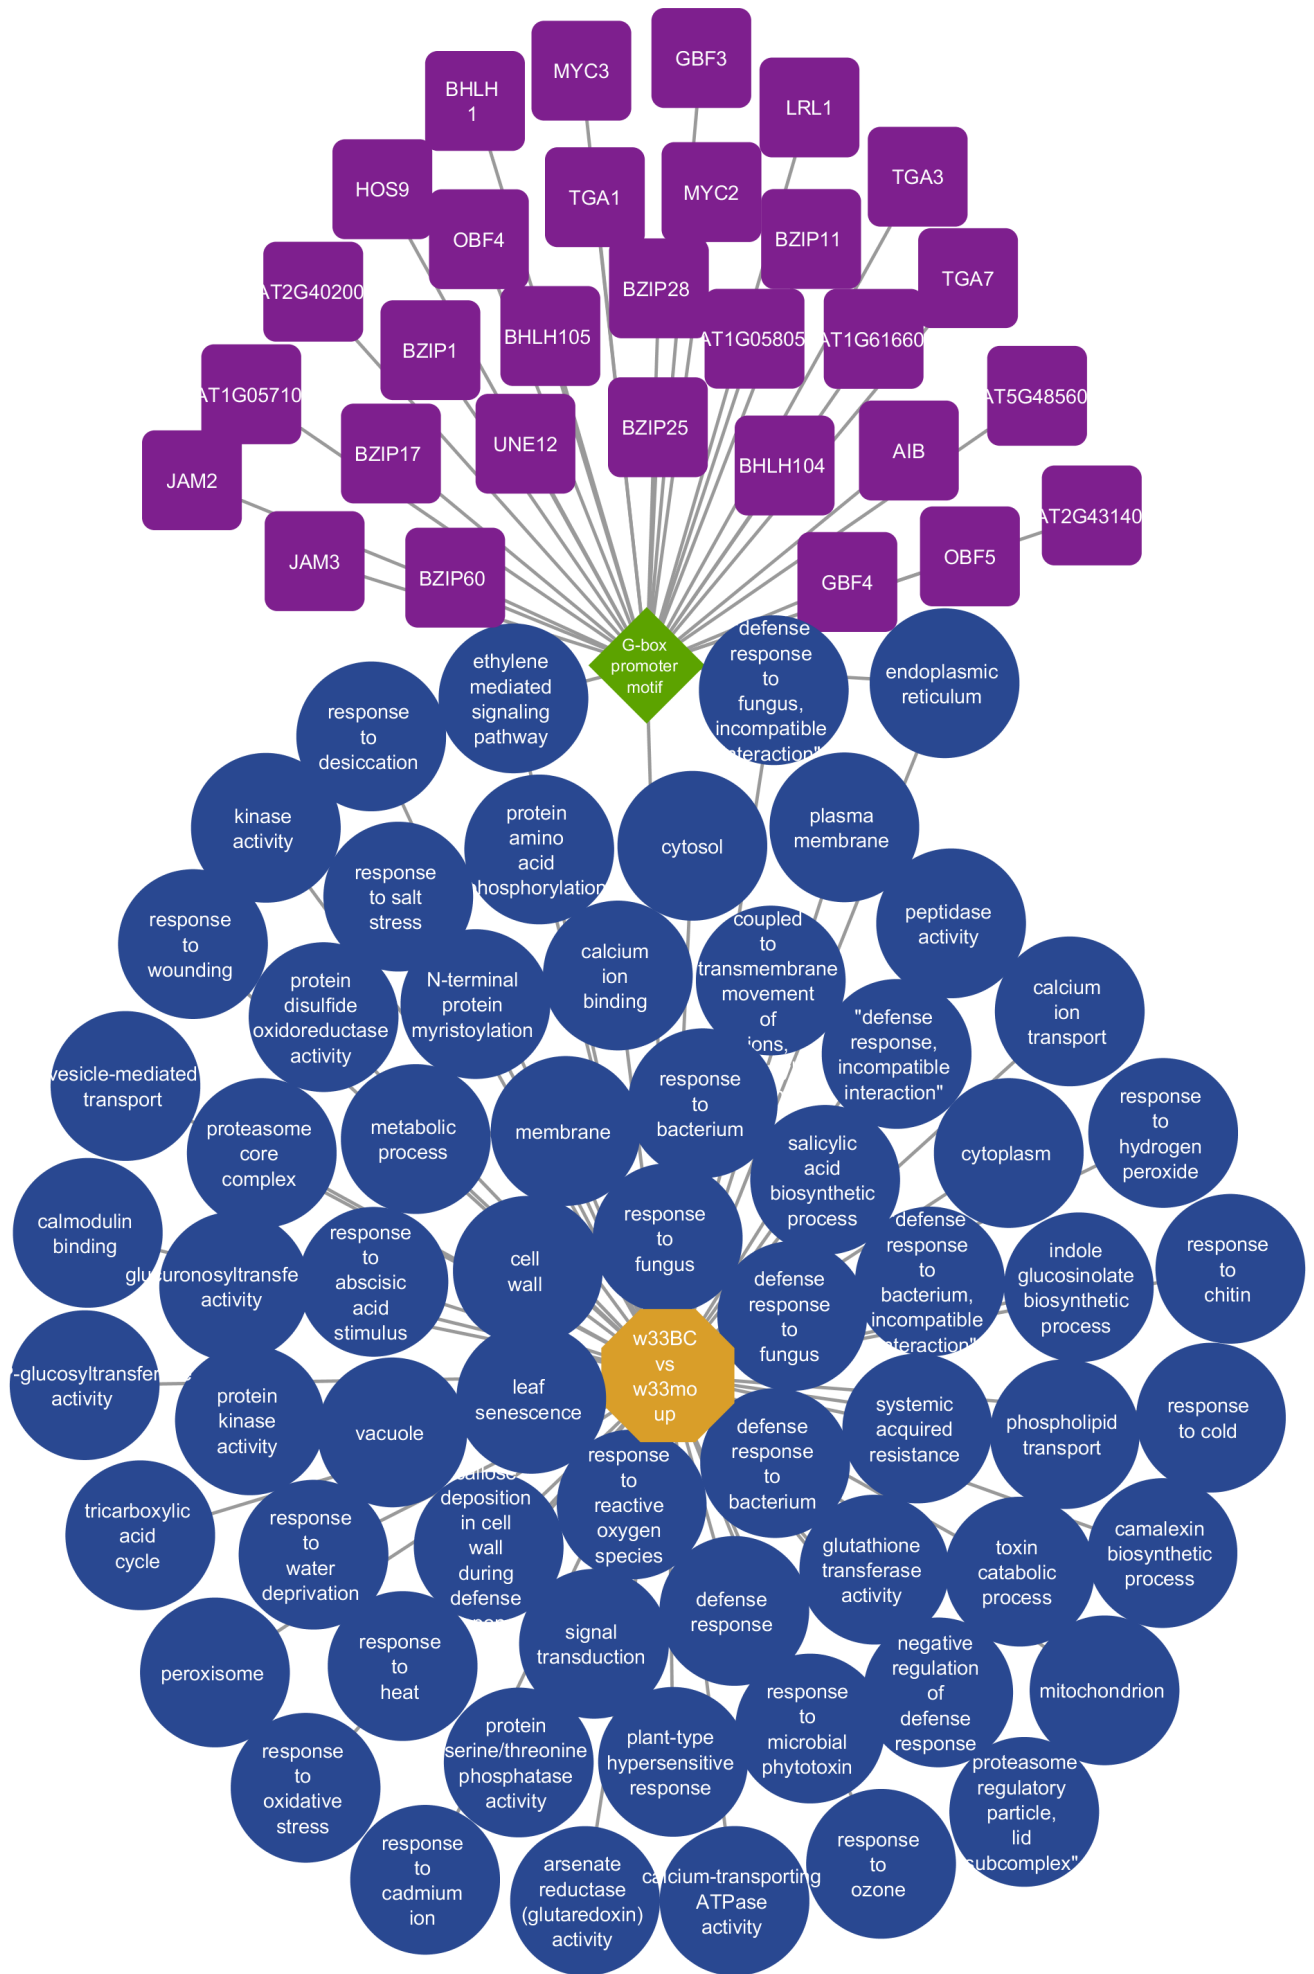 GBF3
MYC3
BHLH
1
LRL1
TGA3
HOS9
TGA1
MYC2
OBF4
BZIP11
TGA7
AT2G40200
BZIP28
BZIP1
BHLH105
AT1G05805
AT1G61660
AT1G05710
AT5G48560
BZIP17
UNE12
BZIP25
BHLH104
AIB
JAM2
AT2G43140
JAM3
BZIP60
GBF4
OBF5
G-box
promoter
motif
defense
response
to
fungus,
incompatible
nteraction"
endoplasmic
reticulum
ethylene
mediated
signaling
pathway
response
to
desiccation
kinase
activity
protein
amino
acid
hosphorylation
cytosol
plasma
membrane
response
to salt
stress
peptidase
activity
response
to
wounding
calcium
ion
binding
coupled
to
transmembrane
movement
of
ions,
protein
disulfide
oxidoreductase
activity
N-terminal
protein
myristoylation
calcium
ion
transport
"defense
response,
incompatible
interaction"
vesicle-mediated
transport
response
to
bacterium
response
to
hydrogen
peroxide
proteasome
core
complex
metabolic
process
membrane
salicylic
acid
biosynthetic
process
cytoplasm
calmodulin
binding
response
to
fungus
glucuronosyltransfe
activity
response
to
abscisic
acid
stimulus
cell
wall
defense
response
to
bacterium,
incompatible
nteraction"
indole
glucosinolate
biosynthetic
process
response
to
chitin
defense
response
to
fungus
w33BC
vs
w33mo
up
-glucosyltransfer
activity
protein
kinase
activity
vacuole
leaf
senescence
systemic
acquired
resistance
phospholipid
transport
response
to cold
defense
response
to
bacterium
response
to
reactive
oxygen
species
tricarboxylic
acid
cycle
response
to
water
deprivation
callose
deposition
in cell
wall
during
defense
glutathione
transferase
activity
toxin
catabolic
process
camalexin
biosynthetic
process
defense
response
signal
transduction
peroxisome
response
to
heat
negative
regulation
of
defense
response
mitochondrion
response
to
microbial
phytotoxin
response
to
oxidative
stress
protein
serine/threonine
phosphatase
activity
plant-type
hypersensitive
response
proteasome
regulatory
particle,
lid
subcomplex"
response
to
cadmium
ion
arsenate
reductase
(glutaredoxin)
activity
calcium-transporting
ATPase
activity
response
to
ozone